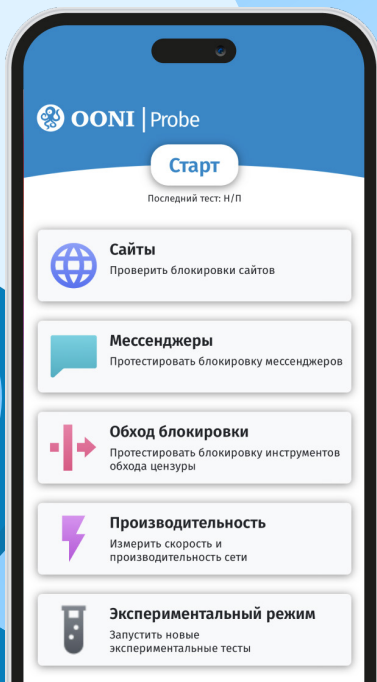 OONI | Probe
Старт
Последний тест: Н/П
Сайты
Проверить блокировки сайтов
Мессенджеры
Протестировать блокировку мессенджеров
Обход блокировки
Протестировать блокировку инструментов
обхода цензуры
Производительность
Измерить скорость и
производительность сети
Экспериментальный режим
Запустить новые
экспериментальные тесты